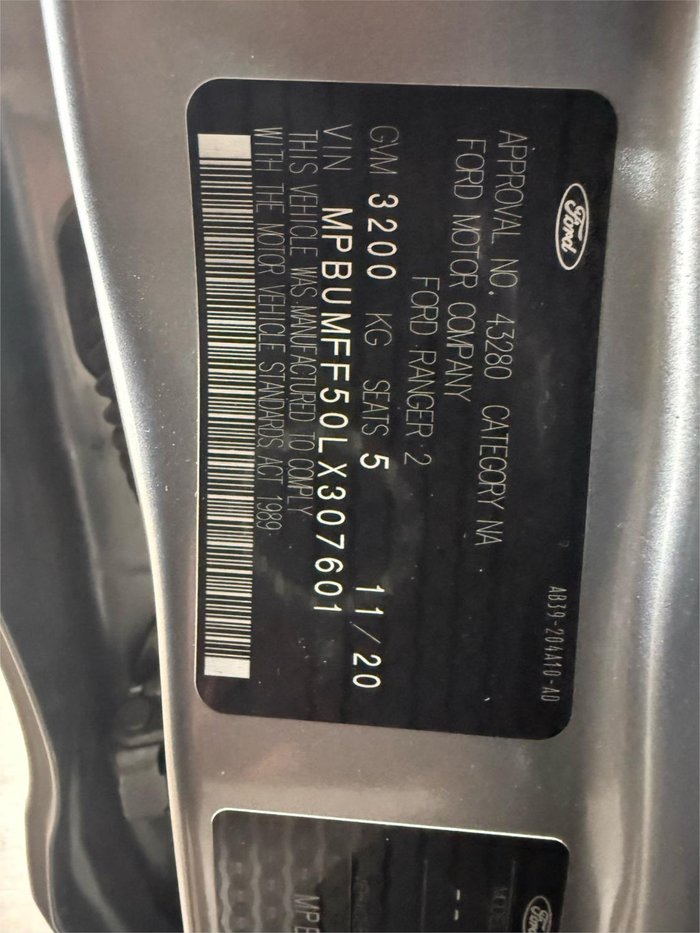 Ford
AB39-204A10-AD
APPROVAL NO. 43280 CATEGORY NA
FORD MOTOR COMPANY
FORD RANGER 2
GVM 3200 KG SEATS 5 11/20
VIN MPBUMFF50LX307601
THIS VEHICLE WAS MANUFACTURED TO COMPLY
WITH THE MOTOR VEHICLE STANDARDS ACT 1989
Ford